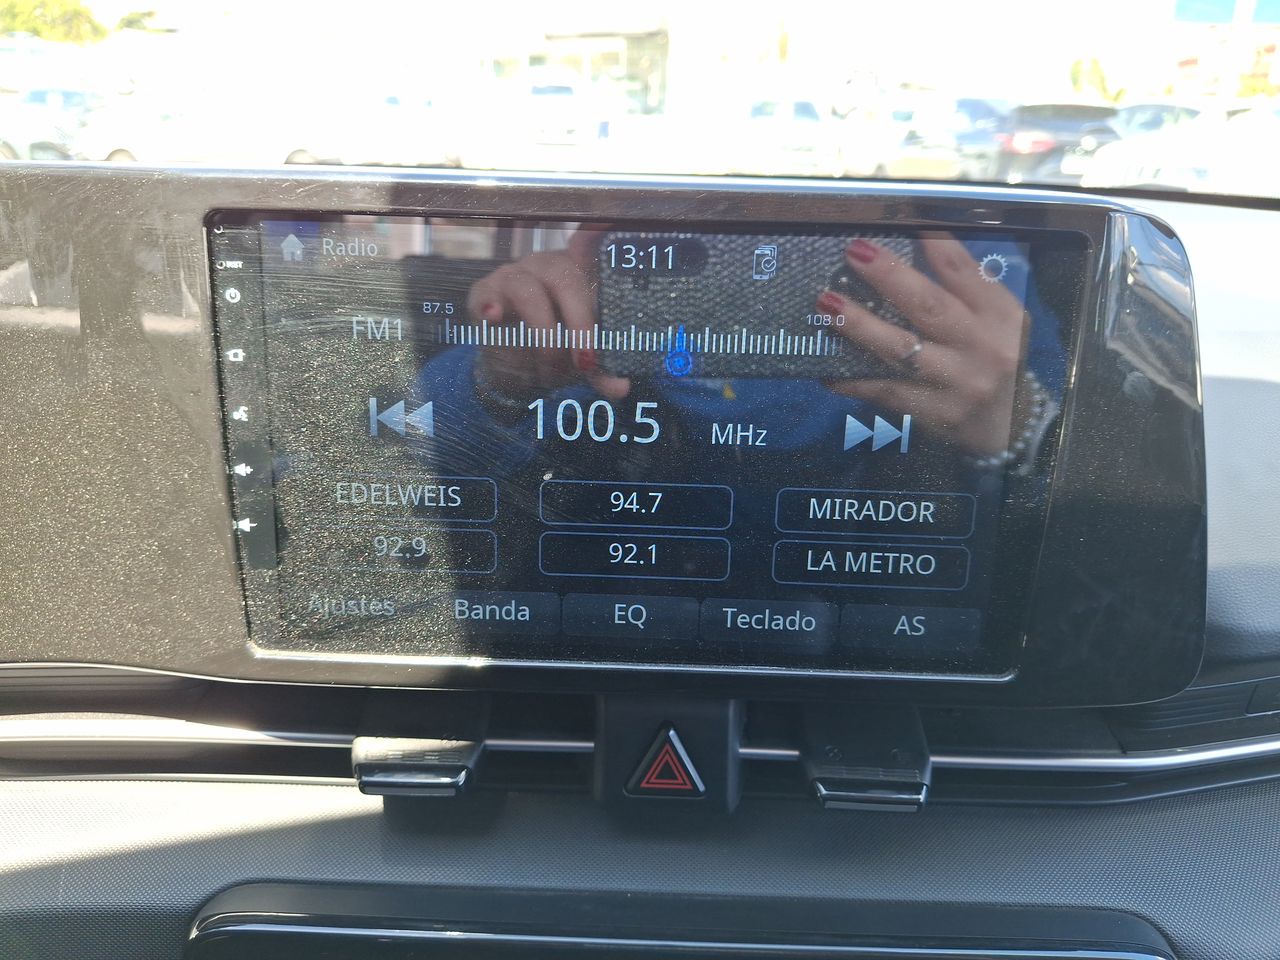 Radio
13:11
RST
87.5
108.0
FM1
100.5 MHz
EDELWEIS
94.7
MIRADOR
92.9
92.1
LA METRO
Ajustes
Banda
EQ
Teclado
AS